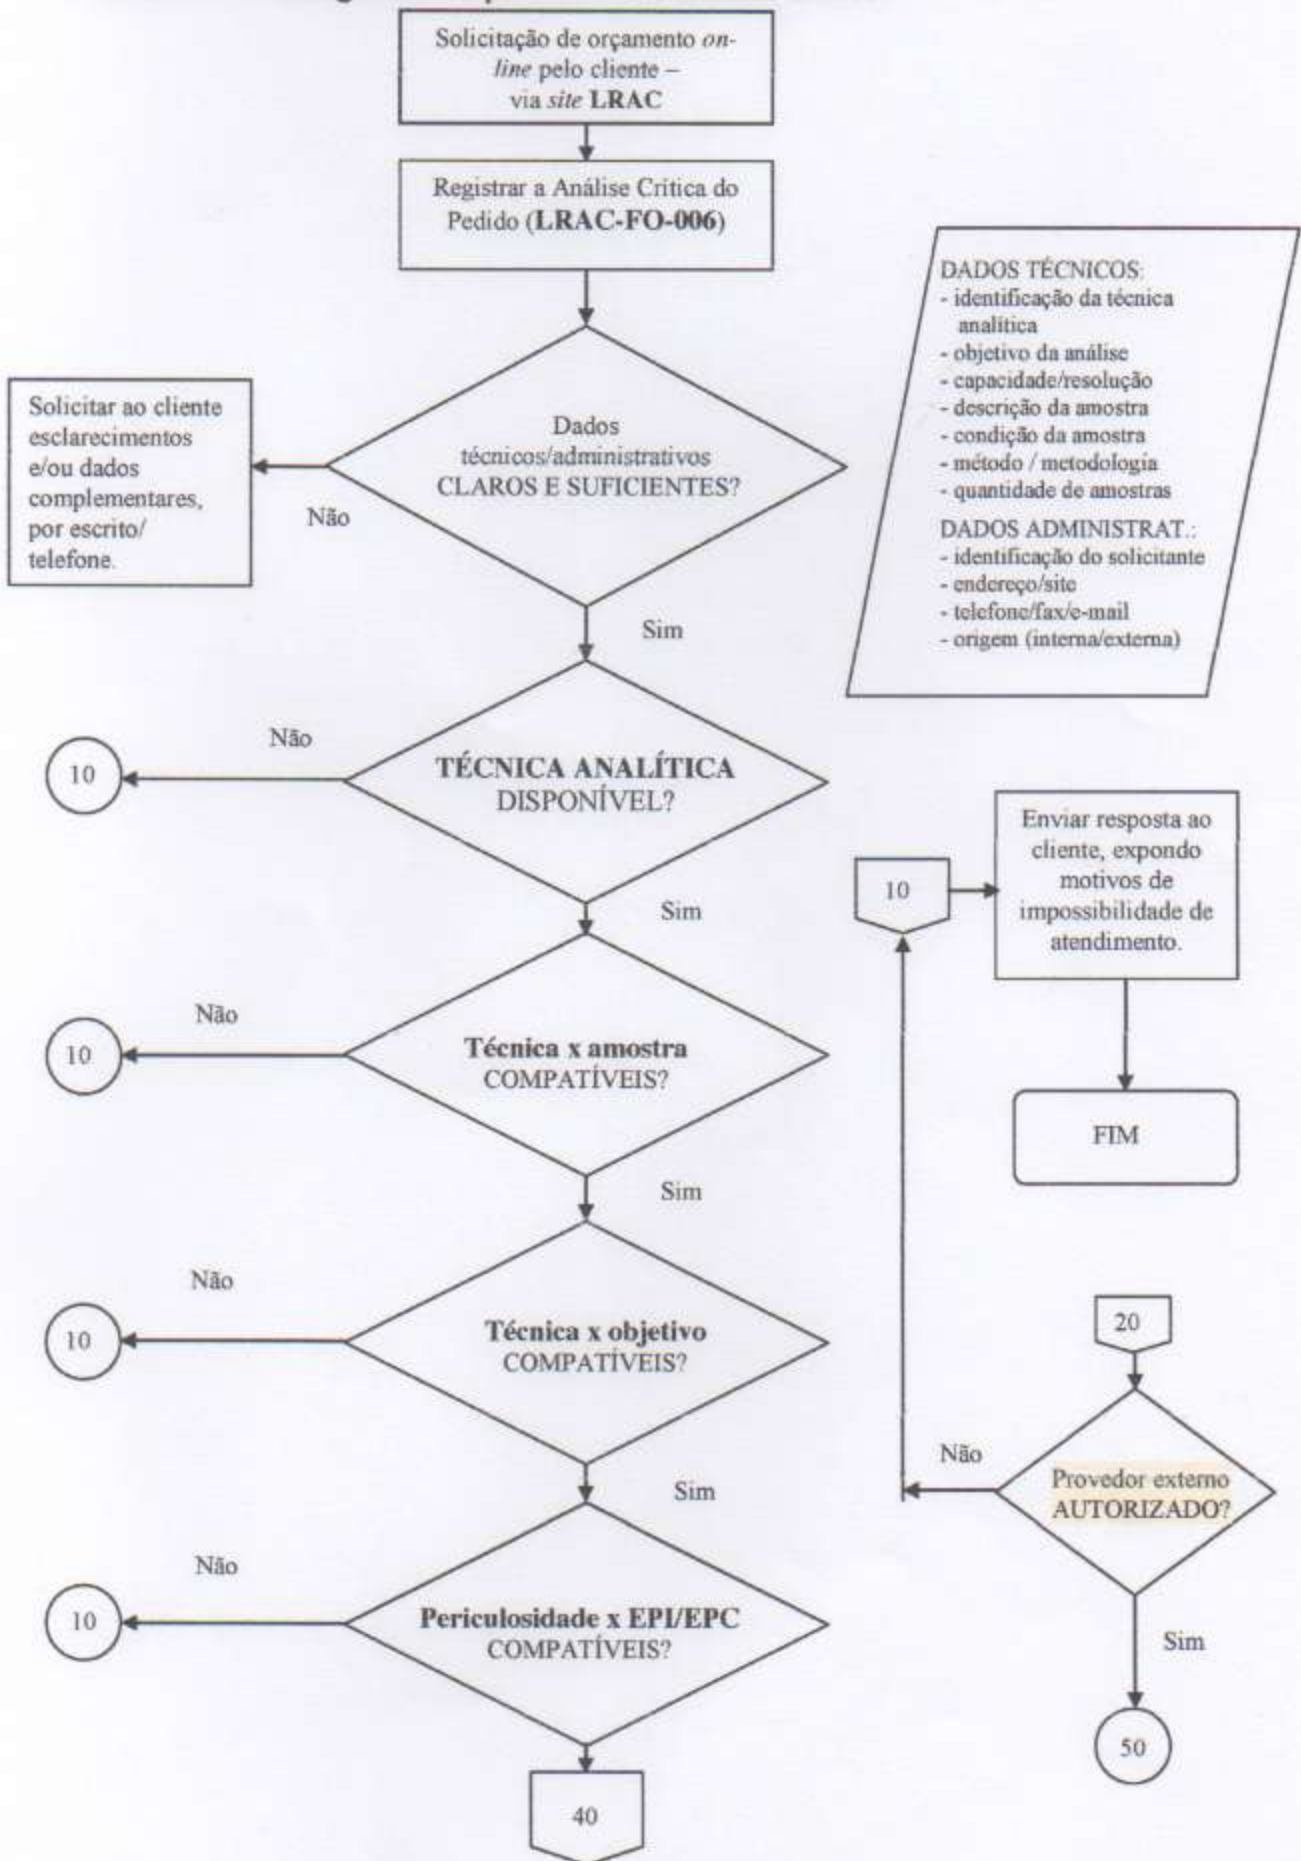 Solicitação de orçamento on-
line pelo cliente –
via site LRAC
Registrar a Análise Crítica do
Pedido (LRAC-FO-006)
DADOS TÉCNICOS:
- identificação da técnica
analítica
- objetivo da análise
- capacidade/resolução
- descrição da amostra
- condição da amostra
- método / metodologia
- quantidade de amostras
DADOS ADMINISTRAT.:
- identificação do solicitante
- endereço/site
- telefone/fax/e-mail
- origem (interna/externa)
Dados
técnicos/administrativos
CLAROS E SUFICIENTES?
Não
Solicitar ao cliente
esclarecimentos
e/ou dados
complementares,
por escrito/
telefone.
Sim
TÉCNICA ANALÍTICA
DISPONÍVEL?
Não
10
Sim
Técnica x amostra
COMPATÍVEIS?
Não
10
Sim
Técnica x objetivo
COMPATÍVEIS?
Não
10
Sim
Periculosidade x EPI/EPC
COMPATÍVEIS?
Não
10
40
10
Enviar resposta ao
cliente, expondo
motivos de
impossibilidade de
atendimento.
FIM
20
Provedor externo
AUTORIZADO?
Não
Sim
50